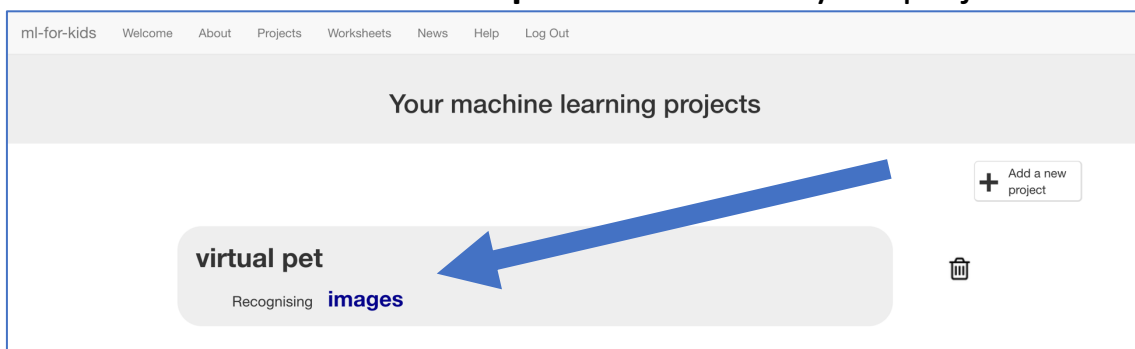 ml-for-kids Welcome About Projects Worksheets News Help Log Out
Your machine learning projects
Add a new
project
virtual pet
Recognising images